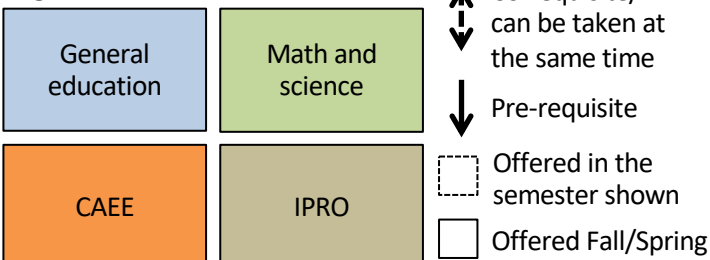 can be taken at
the same time
General
education
Math and
science
Pre-requisite
CAEE
IPRO
Offered in the
semester shown
Offered Fall/Spring